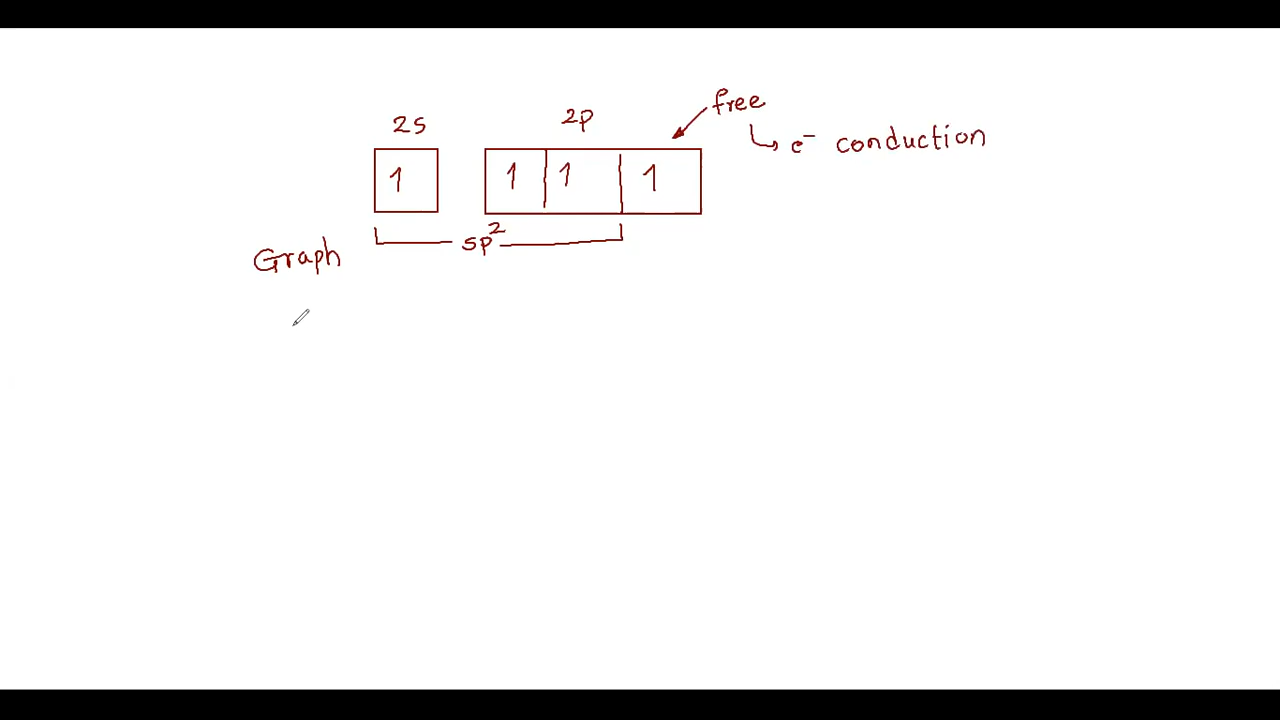 free
2s 2p
e⁻ conduction
1 1 1 1
sp²
Graph